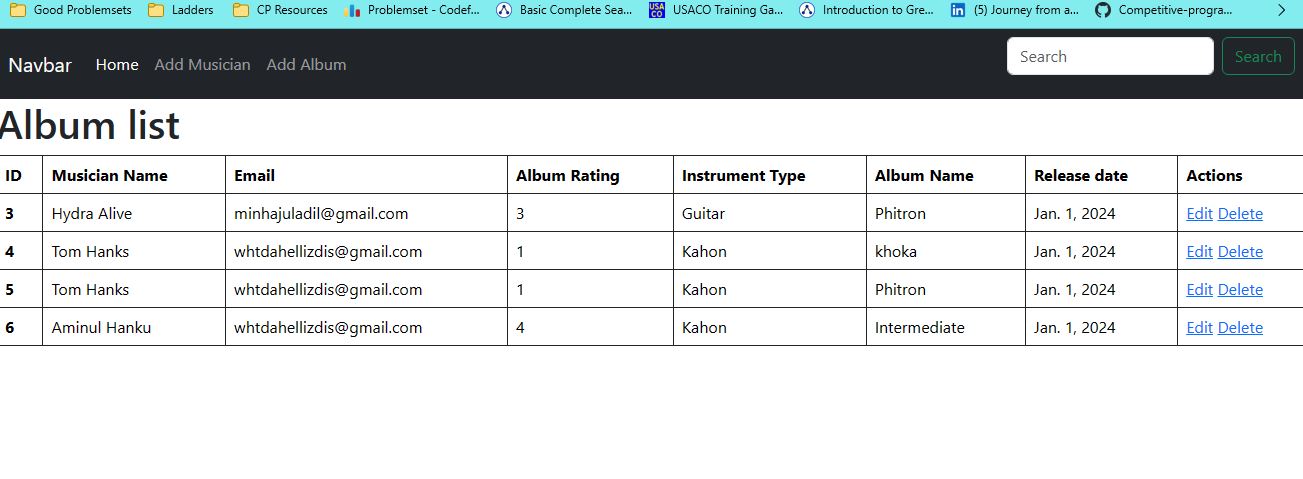 Good Problemsets Ladders CP Resources Problemset - Codef... Basic Complete Sea... USACO USACO Training Ga... Introduction to Gre... in (5) Journey from a... Competitive-progra...
Navbar Home Add Musician Add Album Search Search
Album list
ID Musician Name Email Album Rating Instrument Type Album Name Release date Actions
3 Hydra Alive minhajuladil@gmail.com 3 Guitar Phitron Jan. 1, 2024 Edit Delete
4 Tom Hanks whtdahellizdis@gmail.com 1 Kahon khoka Jan. 1, 2024 Edit Delete
5 Tom Hanks whtdahellizdis@gmail.com 1 Kahon Phitron Jan. 1, 2024 Edit Delete
6 Aminul Hanku whtdahellizdis@gmail.com 4 Kahon Intermediate Jan. 1, 2024 Edit Delete